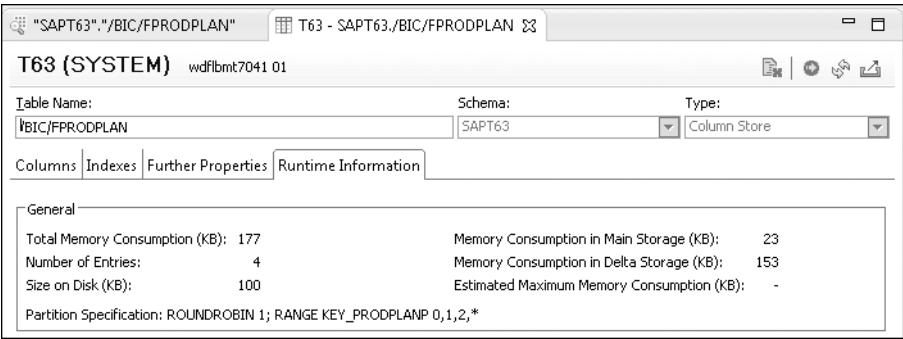 "SAPT63"."/BIC/FPRODPLAN" T63 - SAPT63./BIC/FPRODPLAN
T63 (SYSTEM) wdflbmt7041 01
Table Name: Schema: Type:
/BIC/FPRODPLAN SAPT63 Column Store
Columns Indexes Further Properties Runtime Information
General
Total Memory Consumption (KB): 177 Memory Consumption in Main Storage (KB): 23
Number of Entries: 4 Memory Consumption in Delta Storage (KB): 153
Size on Disk (KB): 100 Estimated Maximum Memory Consumption (KB): -
Partition Specification: ROUNDROBIN 1; RANGE KEY_PRODPLANP 0,1,2,*